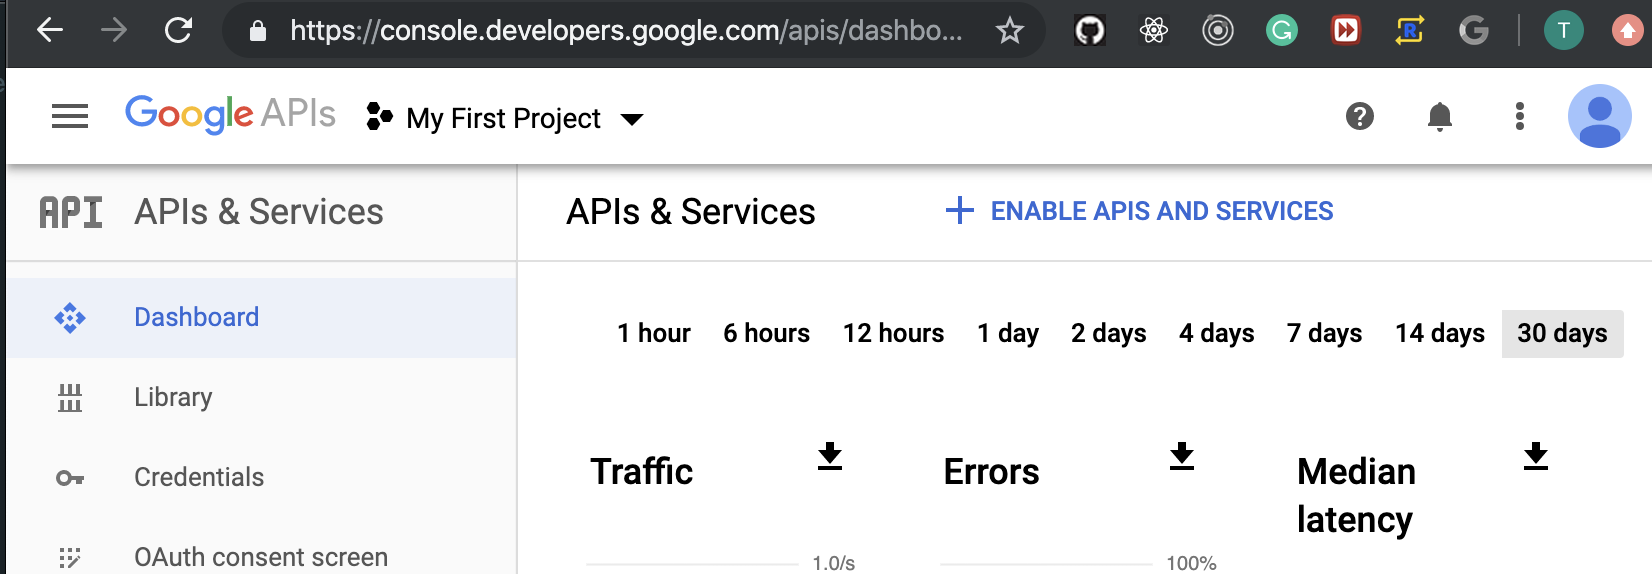 https://console.developers.google.com/apis/dashbo...
T
Google APIs
My First Project
API
APIs & Services
APIs & Services
ENABLE APIS AND SERVICES
Dashboard
Library
Credentials
OAuth consent screen
1 hour 6 hours 12 hours 1 day 2 days 4 days 7 days 14 days 30 days
Traffic
Errors
Median
latency
1.0/s
100%